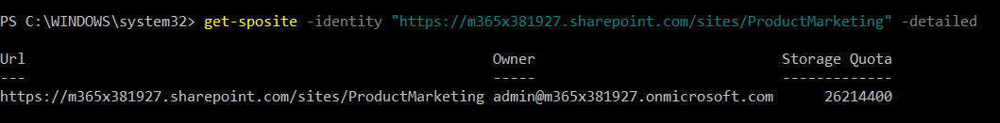 PS C:\WINDOWS\system32> get-sposite -identity "https://m365x381927.sharepoint.com/sites/ProductMarketing" -detailed
Url Owner Storage Quota
--- ----- -------------
https://m365x381927.sharepoint.com/sites/ProductMarketing admin@m365x381927.onmicrosoft.com 26214400